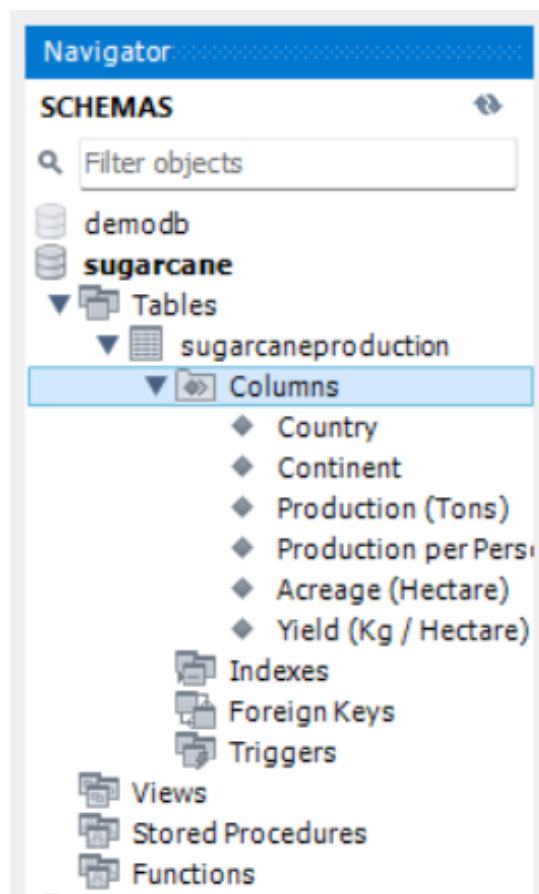 Navigator
SCHEMAS
Filter objects
demodb
sugarcane
Tables
sugarcaneproduction
Columns
Country
Continent
Production (Tons)
Production per
Acreage (Hectare)
Yield (Kg / Hectare)
Indexes
Foreign Keys
Triggers
Views
Stored Procedures
Functions